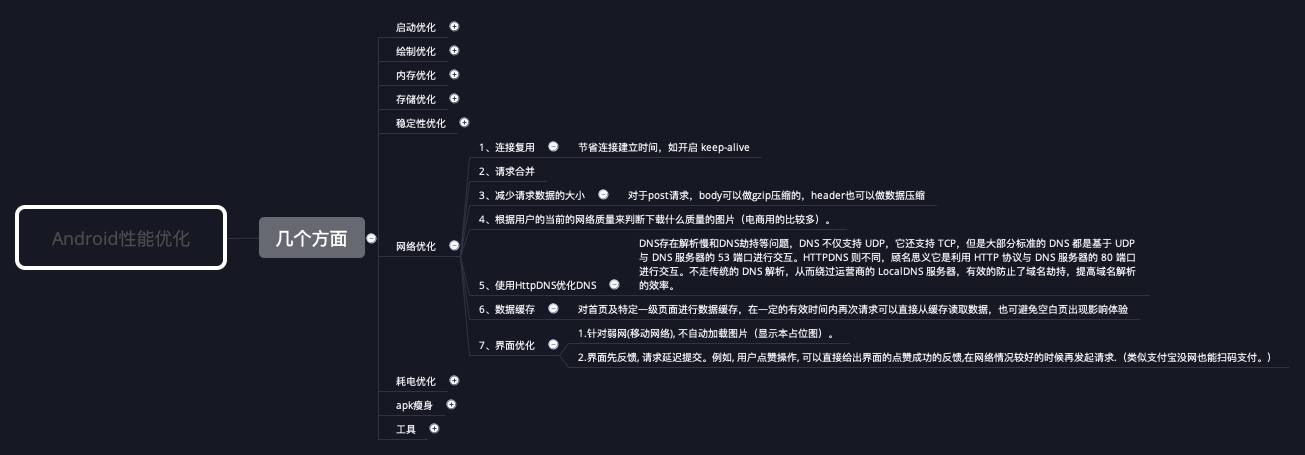 Android性能优化
几个方面
启动优化
绘制优化
内存优化
存储优化
稳定性优化
网络优化
1、连接复用
节省连接建立时间，如开启 keep-alive
2、请求合并
3、减少请求数据的大小
对于post请求，body可以做gzip压缩的，header也可以做数据压缩
4、根据用户的当前的网络质量来判断下载什么质量的图片（电商用的比较多）。
5、使用HttpDNS优化DNS
DNS存在解析慢和DNS劫持等问题，DNS 不仅支持 UDP，它还支持 TCP，但是大部分标准的 DNS 都是基于 UDP
与 DNS 服务器的 53 端口进行交互。HTTPDNS 则不同，顾名思义它是利用 HTTP 协议与 DNS 服务器的 80 端口
进行交互。不走传统的 DNS 解析，从而绕过运营商的 LocalDNS 服务器，有效的防止了域名劫持，提高域名解析
的效率。
6、数据缓存
对首页及特定一级页面进行数据缓存，在一定的有效时间内再次请求可以直接从缓存读取数据，也可避免空白页出现影响体验
7、界面优化
1.针对弱网(移动网络), 不自动加载图片（显示本占位图）。
2.界面先反馈, 请求延迟提交。例如, 用户点赞操作, 可以直接给出界面的点赞成功的反馈,在网络情况较好的时候再发起请求.（类似支付宝没网也能扫码支付。）
耗电优化
apk瘦身
工具